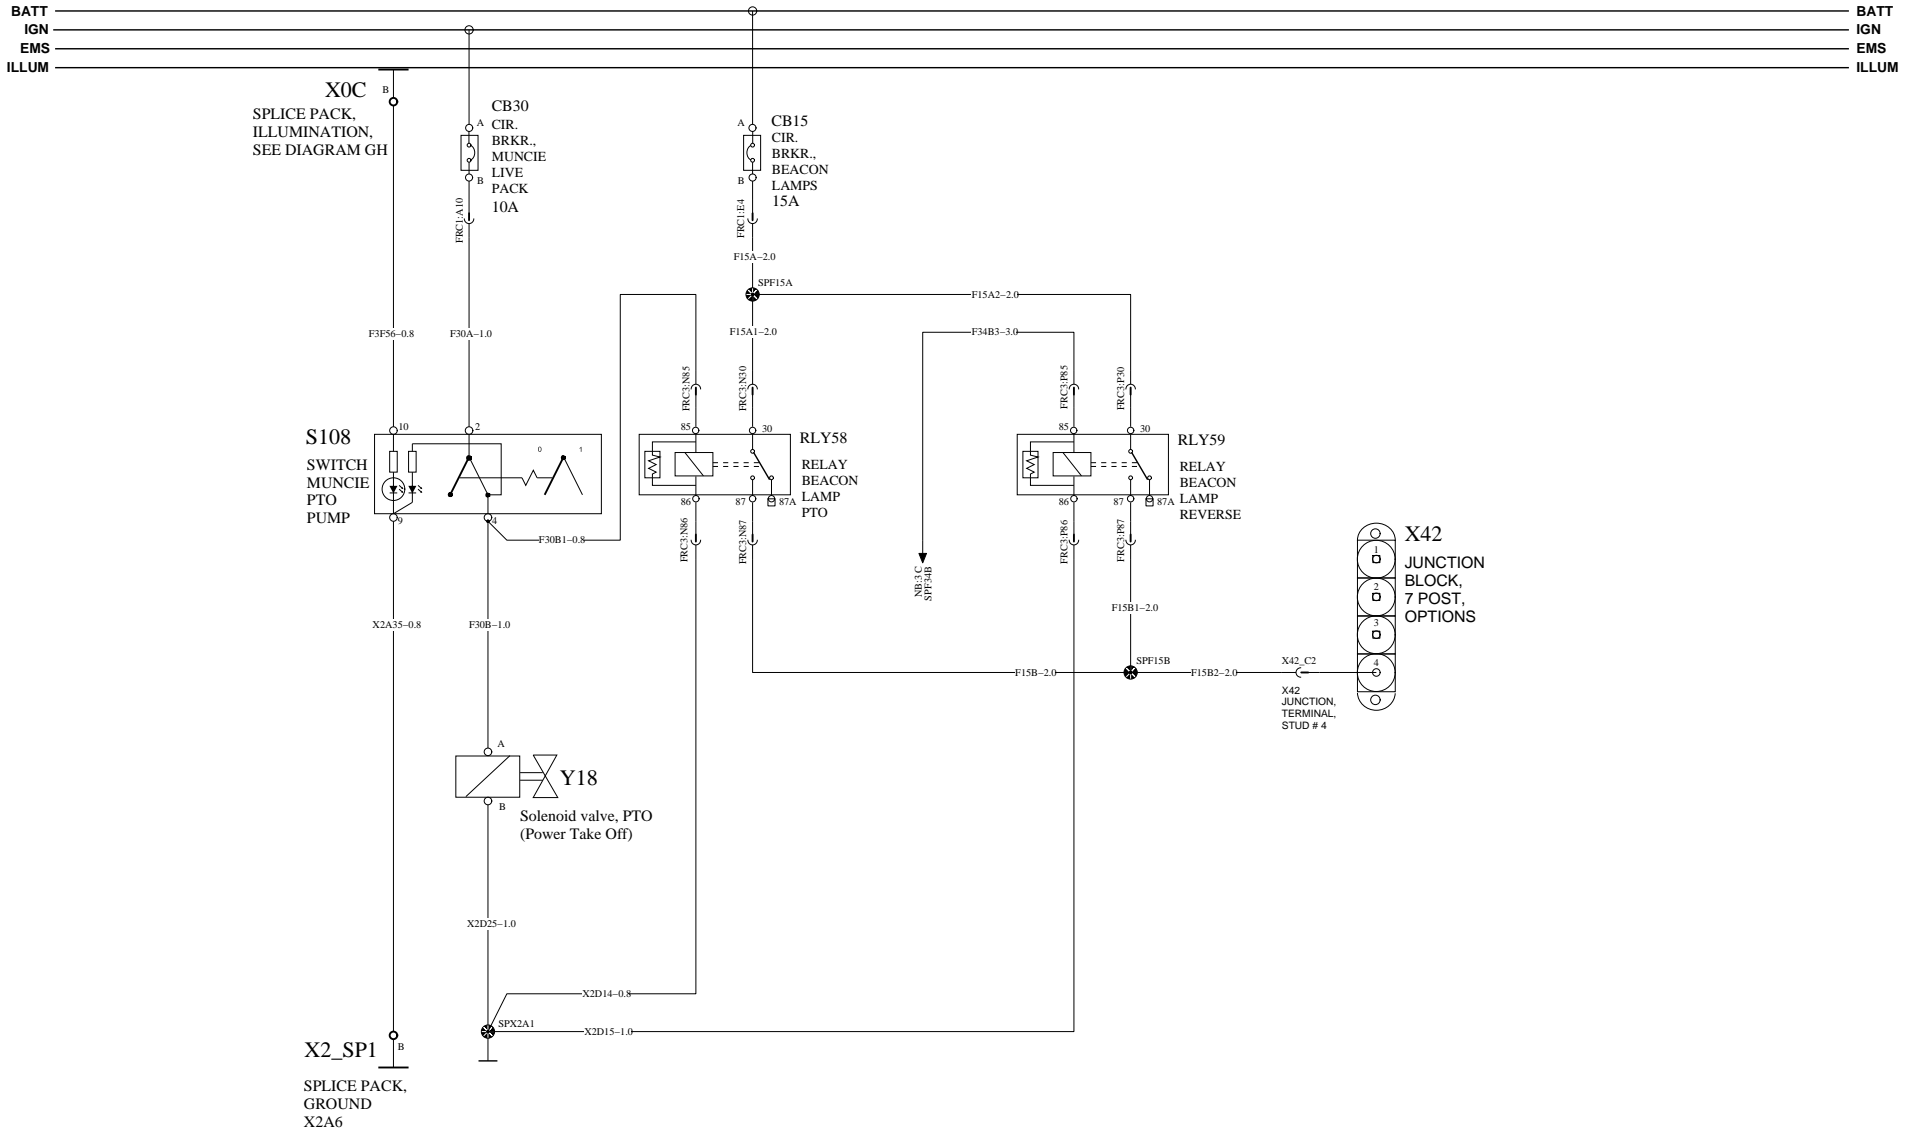 BATT
BATT
IGN
IGN
EMS
EMS
ILLUM
ILLUM
X0C
B
SPLICE PACK,
ILLUMINATION,
SEE DIAGRAM GH
CB30
A
CIR.
BRKR.,
MUNCIE
LIVE
PACK
10A
B
FRC1:A10
CB15
A
CIR.
BRKR.,
BEACON
LAMPS
15A
B
FRC1:E4
F15A–2.0
SPF15A
F15A2–2.0
F3F56–0.8
F30A–1.0
F15A1–2.0
F34B3–3.0
FRC3:N85
FRC3:N30
FRC3:P85
FRC3:P30
S108
SWITCH
MUNCIE
PTO
PUMP
10
2
0
1
9
4
85
30
RLY58
RELAY
BEACON
LAMP
PTO
86
87
87A
85
30
RLY59
RELAY
BEACON
LAMP
REVERSE
86
87
87A
F30B1–0.8
FRC3:N86
FRC3:N87
NB:3 C
SPF34B
FRC3:P86
FRC3:P87
X42
JUNCTION
BLOCK,
7 POST,
OPTIONS
1
2
3
4
X2A35–0.8
F30B–1.0
F15B1–2.0
F15B–2.0
SPF15B
F15B2–2.0
X42_C2
X42
JUNCTION,
TERMINAL,
STUD # 4
A
Y18
B
Solenoid valve, PTO
(Power Take Off)
X2D25–1.0
X2D14–0.8
SPX2A1
X2D15–1.0
X2_SP1
B
SPLICE PACK,
GROUND
X2A6